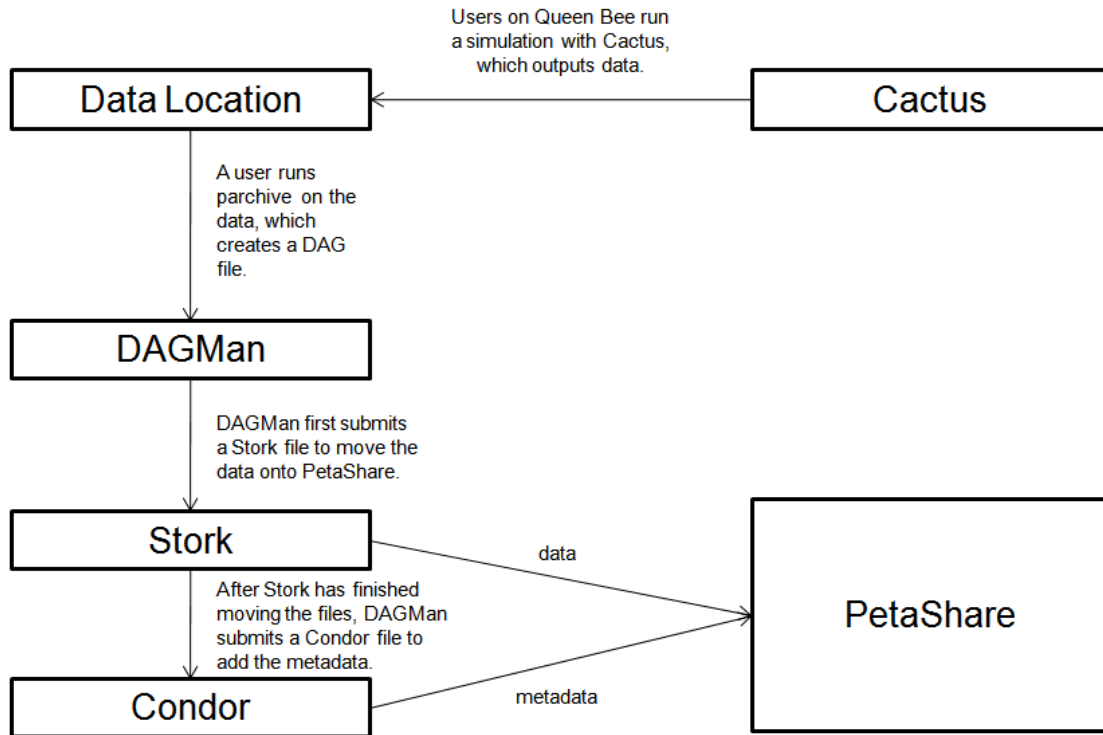 Users on Queen Bee run
a simulation with Cactus,
which outputs data.
Data Location
Cactus
A user runs
parchive on the
data, which
creates a DAG
file.
DAGMan
DAGMan first submits
a Stork file to move the
data onto PetaShare.
Stork
data
After Stork has finished
moving the files, DAGMan
submits a Condor file to
add the metadata.
PetaShare
metadata
Condor